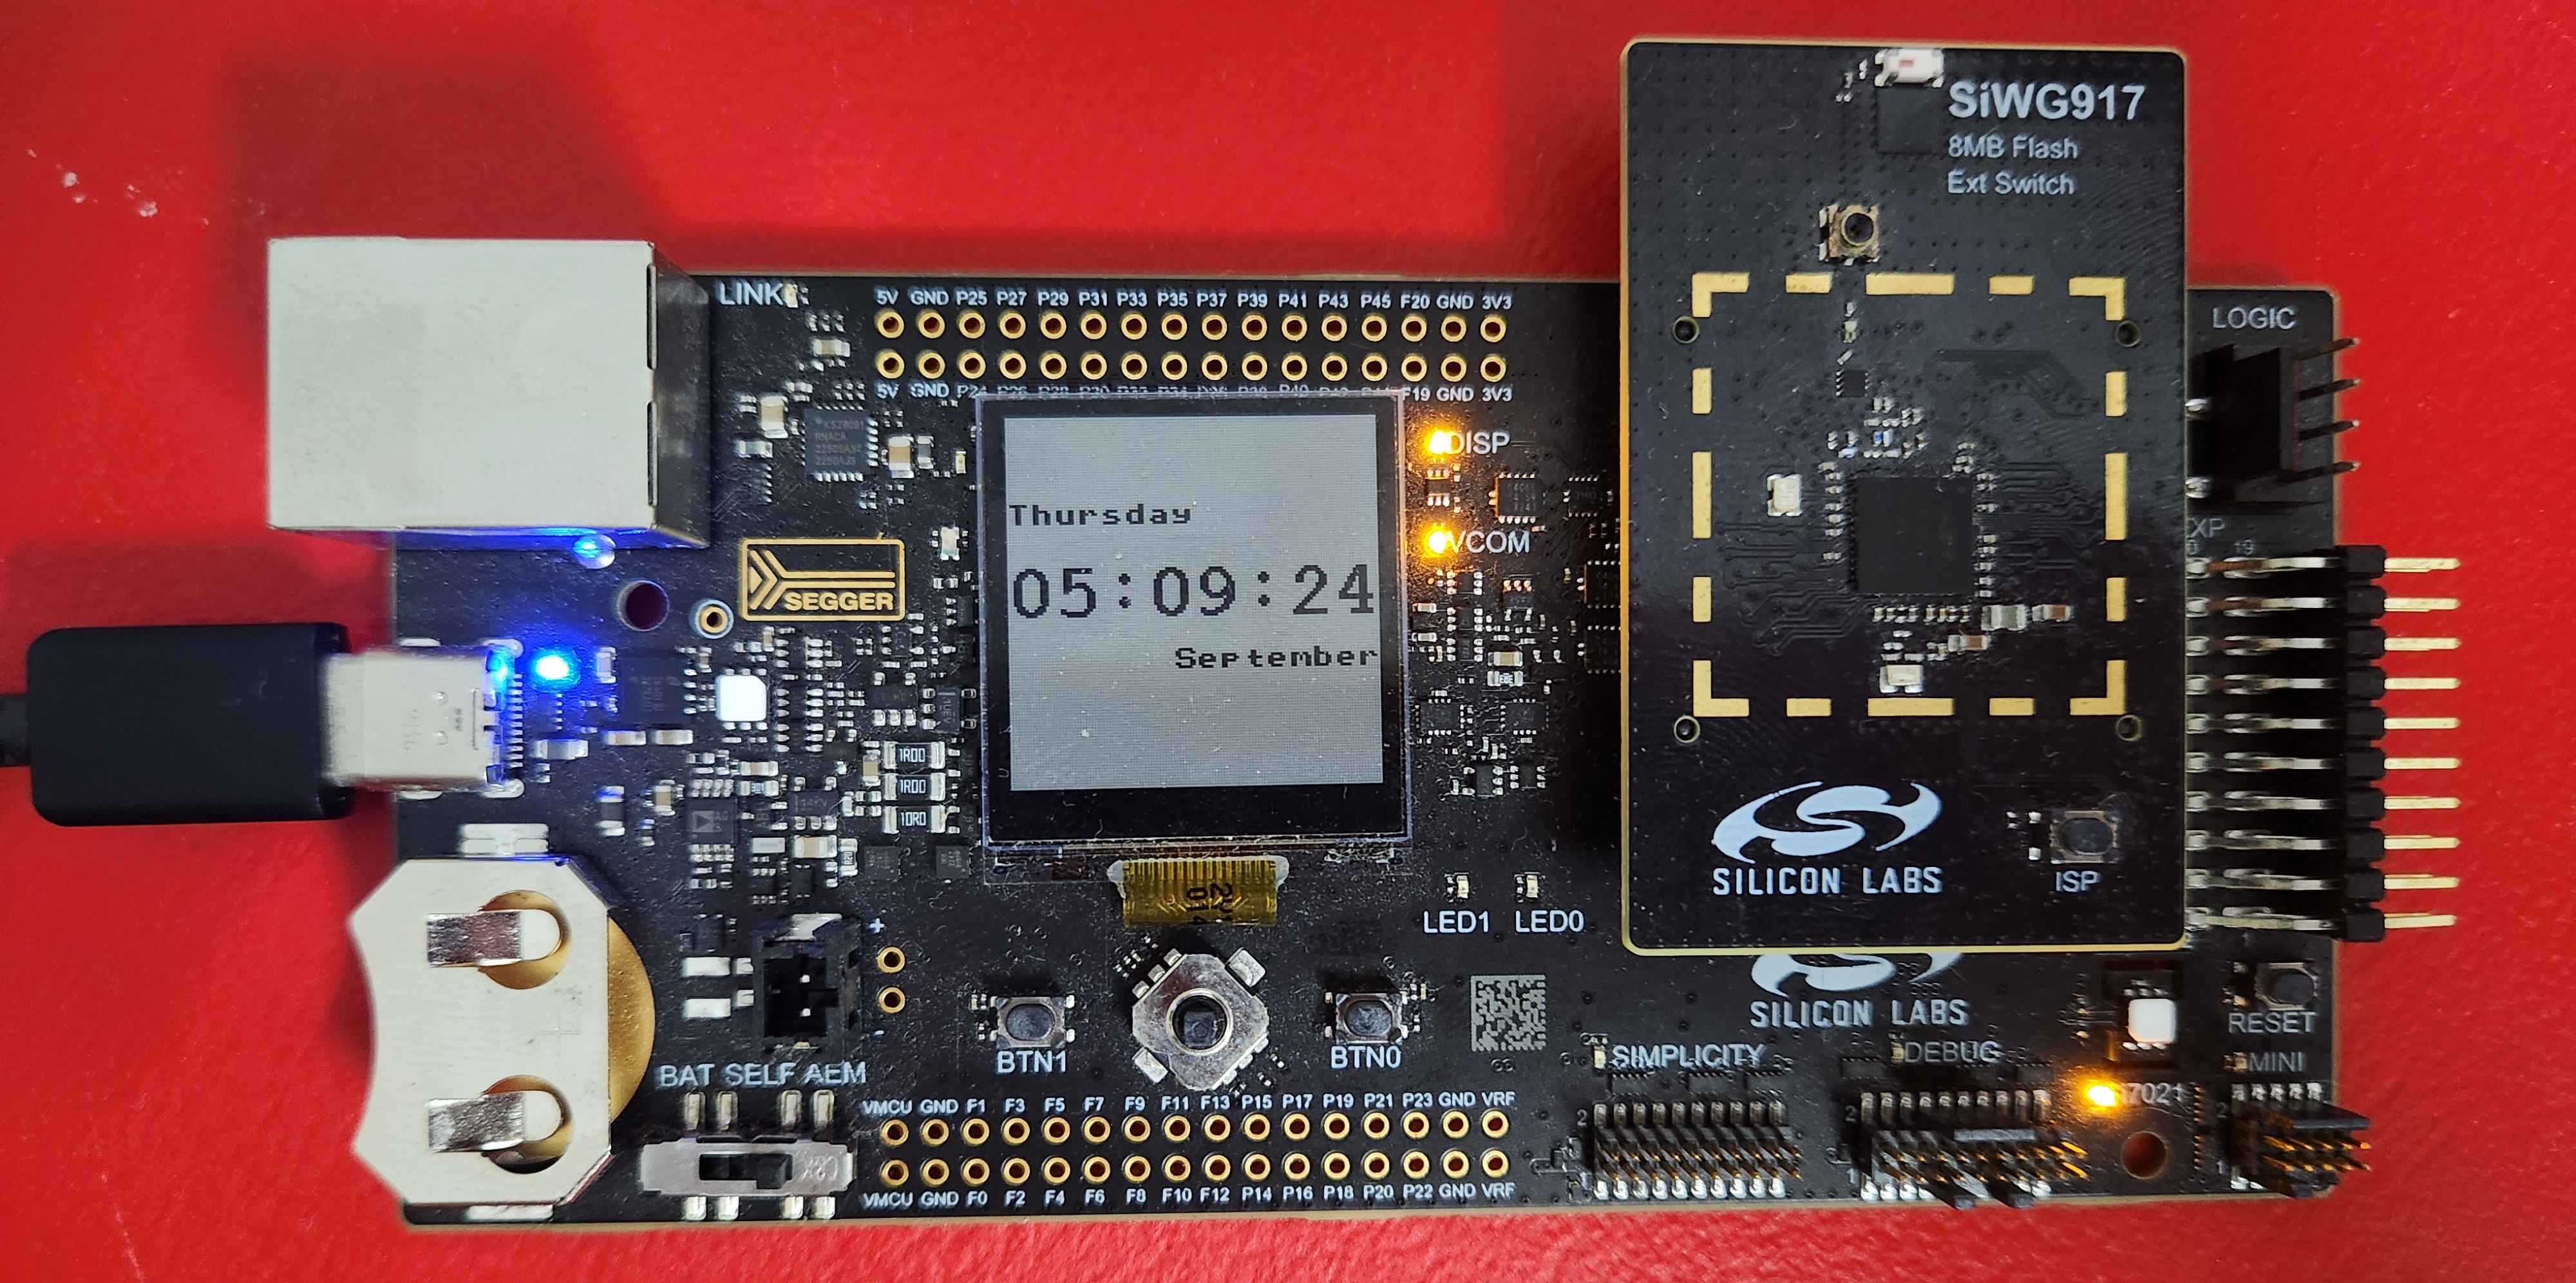 SiWG917
8MB Flash
Ext Switch
LINK
5V GND P25 P27 P29 P31 P33 P35 P37 P39 P41 P43 P45 F20 GND 3V3
5V GND P24 F19 GND 3V3
LOGIC
DISP
VCOM
Thursday
05:09:24
September
SEGGER
1R00
1R00
10R0
LED1 LED0
SILICON LABS
ISP
SILICON LABS
BTN1
BTN0
RESET
BAT SELF AEM
SIMPLICITY
DEBUG
MINI
7021
VMCU GND F1 F3 F5 F7 F9 F11 F13 P15 P17 P19 P21 P23 GND VRF
VMCU GND F0 F2 F4 F6 F8 F10 F12 P14 P16 P18 P20 P22 GND VRF